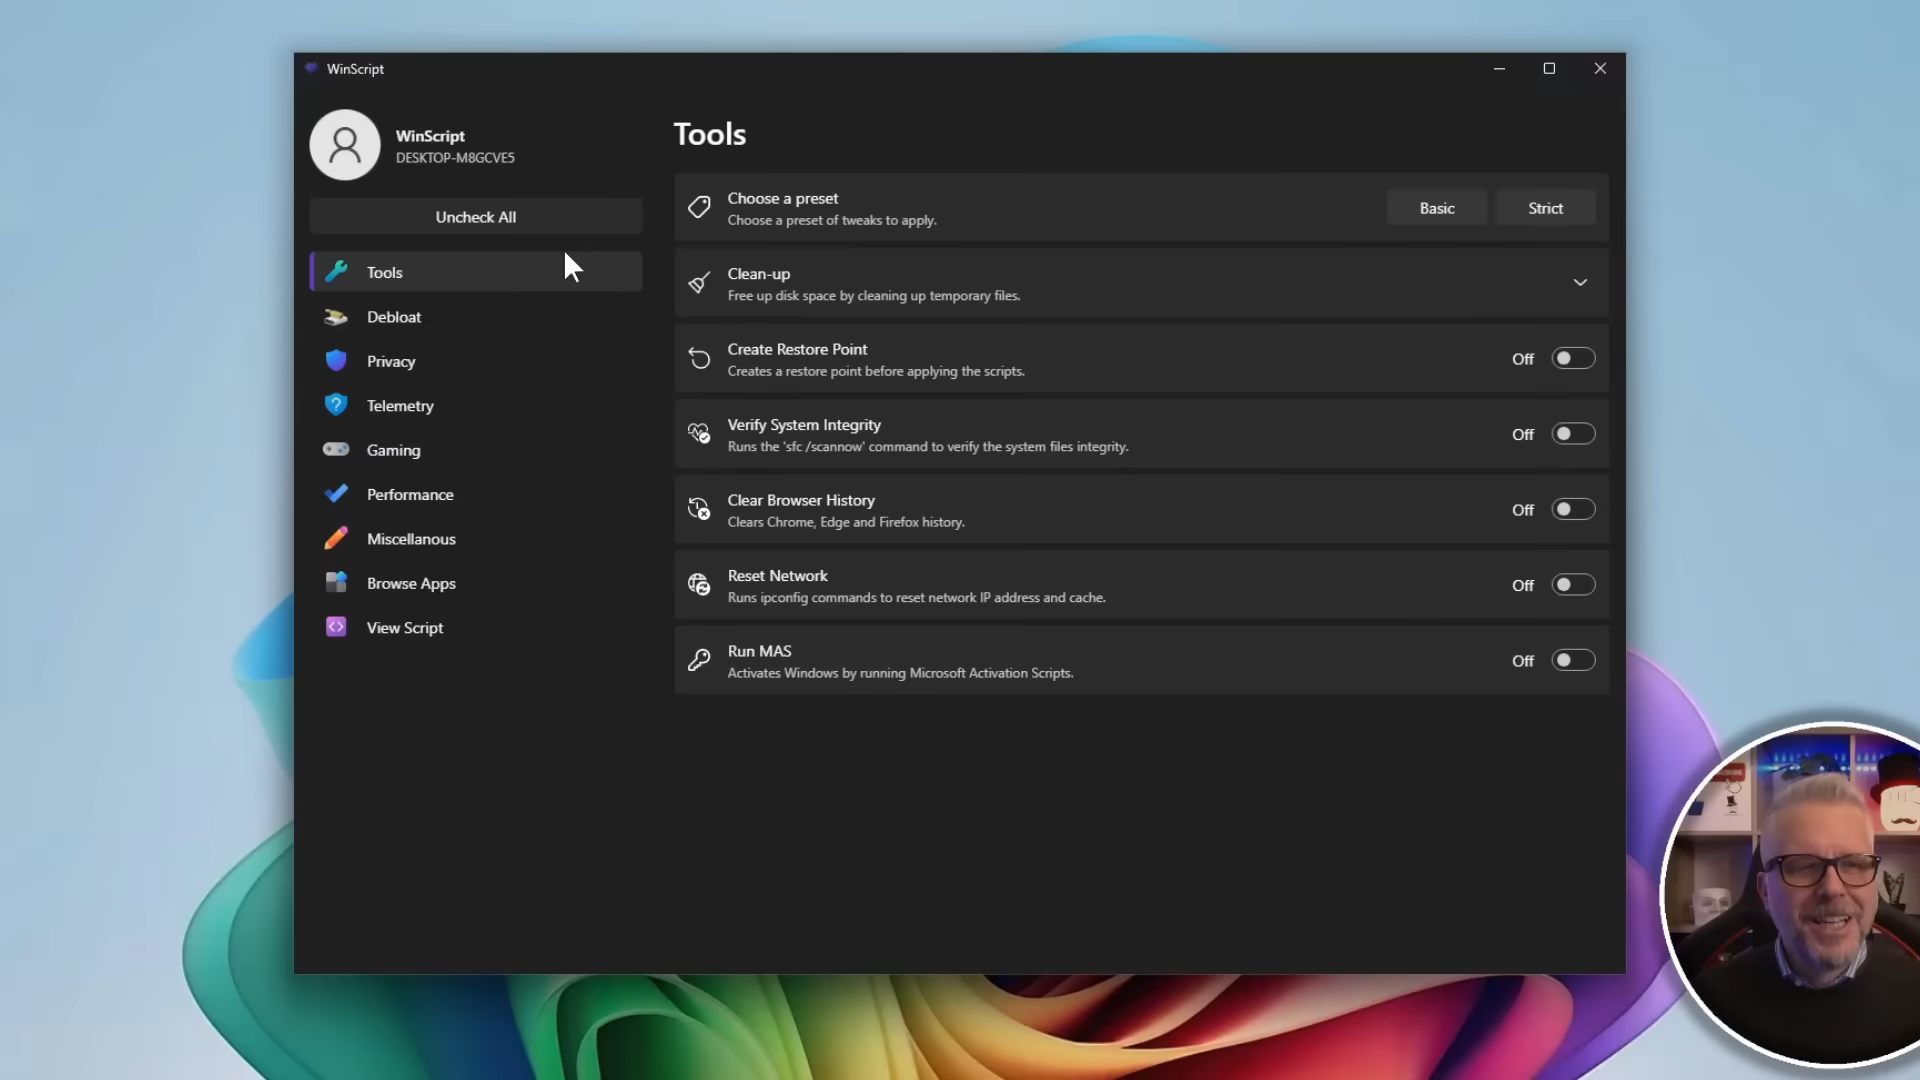 WinScript
WinScript
DESKTOP-M8GCVE5
Uncheck All
Tools
Debloat
Privacy
Telemetry
Gaming
Performance
Miscellanous
Browse Apps
View Script
Tools
Choose a preset
Choose a preset of tweaks to apply.
Basic
Strict
Clean-up
Free up disk space by cleaning up temporary files.
Create Restore Point
Creates a restore point before applying the scripts.
Off
Verify System Integrity
Runs the 'sfc /scannow' command to verify the system files integrity.
Off
Clear Browser History
Clears Chrome, Edge and Firefox history.
Off
Reset Network
Runs ipconfig commands to reset network IP address and cache.
Off
Run MAS
Activates Windows by running Microsoft Activation Scripts.
Off